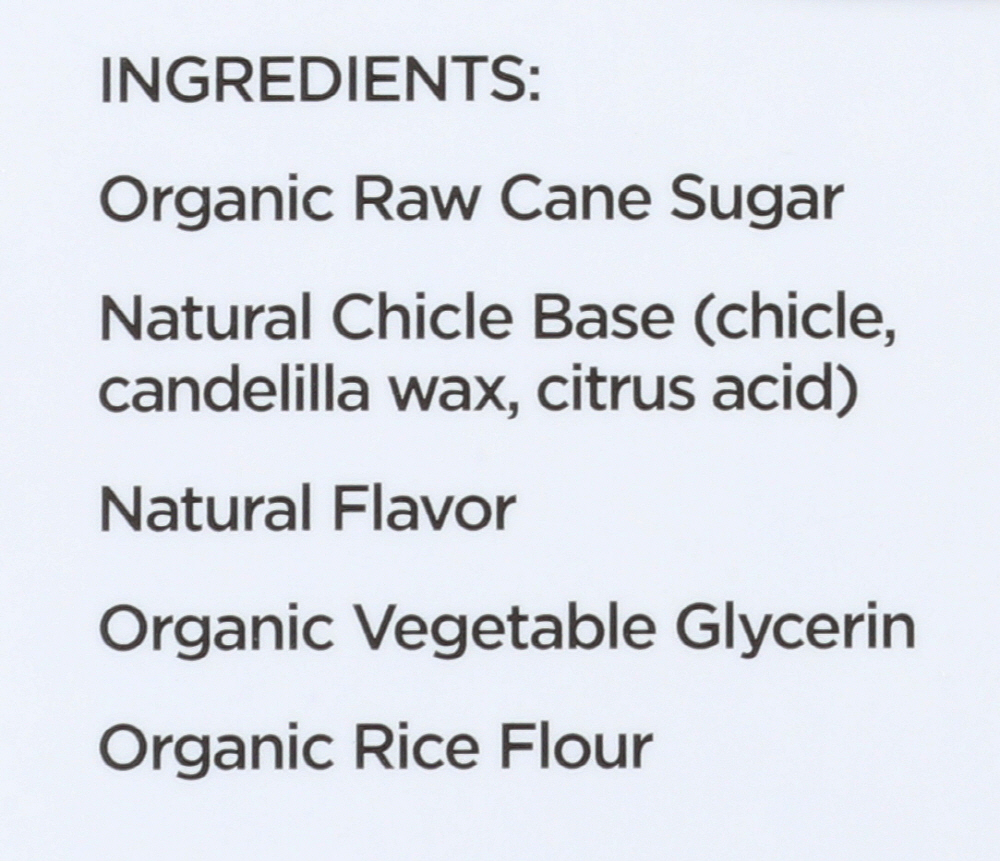 INGREDIENTS:
Organic Raw Cane Sugar
Natural Chicle Base (chicle,
candelilla wax, citrus acid)
Natural Flavor
Organic Vegetable Glycerin
Organic Rice Flour